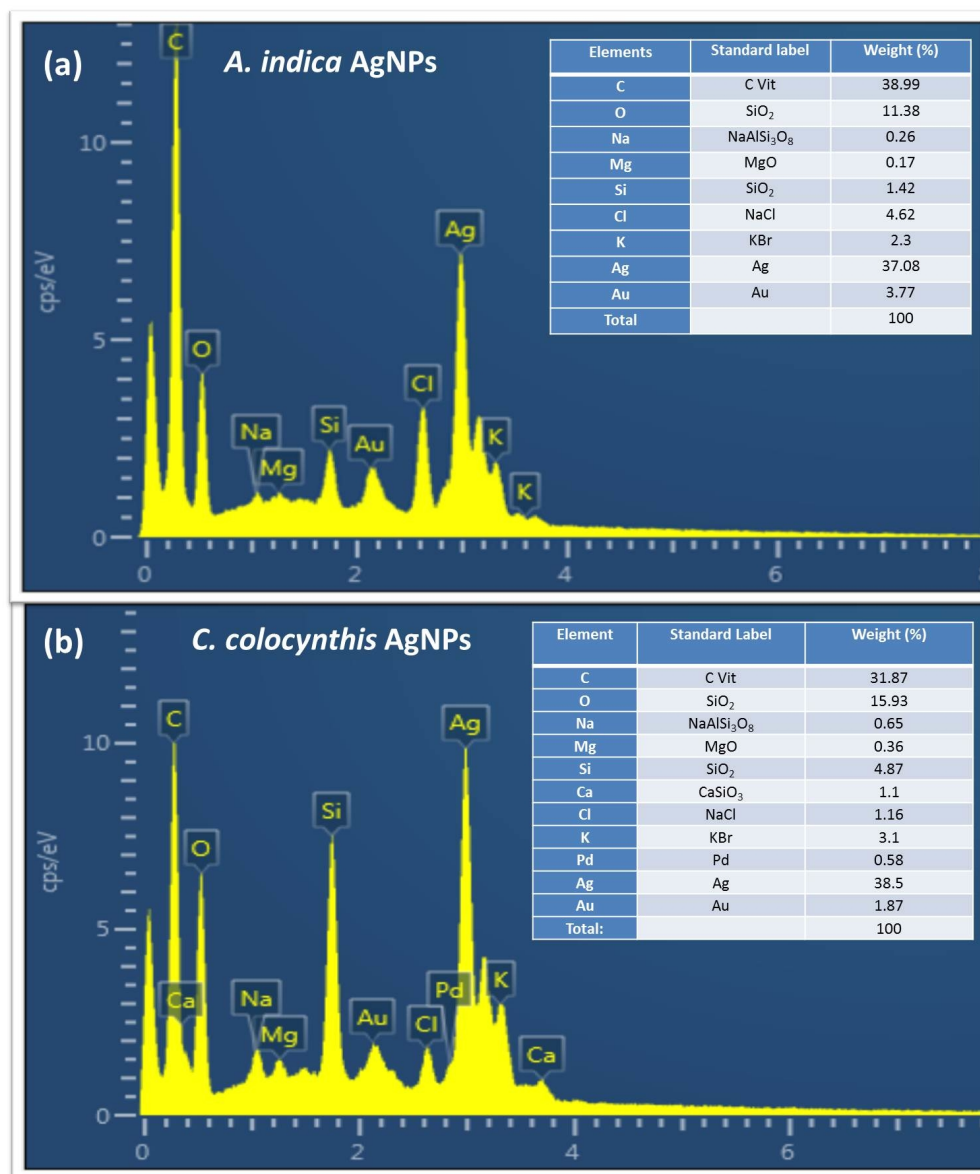 (a) A. indica AgNPs
Elements Standard label Weight (%)
C C Vit 38.99
O SiO₂ 11.38
Na NaAlSi₃O₈ 0.26
Mg MgO 0.17
Si SiO₂ 1.42
Cl NaCl 4.62
K KBr 2.3
Ag Ag 37.08
Au Au 3.77
Total 100
cps/eV
10
5
0
C
O
Na
Mg
Si
Au
Cl
Ag
K
K
0 2 4 6
(b) C. colocynthis AgNPs
Element Standard Label Weight (%)
C C Vit 31.87
O SiO₂ 15.93
Na NaAlSi₃O₈ 0.65
Mg MgO 0.36
Si SiO₂ 4.87
Ca CaSiO₃ 1.1
Cl NaCl 1.16
K KBr 3.1
Pd Pd 0.58
Ag Ag 38.5
Au Au 1.87
Total: 100
cps/eV
10
5
0
C
Ca
O
Na
Mg
Si
Au
Cl
Pd
Ag
K
Ca
0 2 4 6